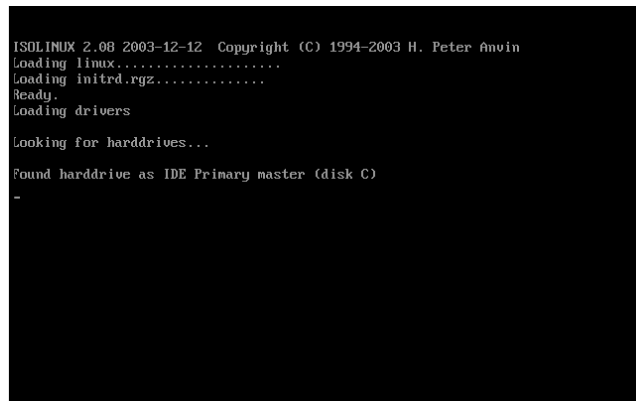 ISOLINUX 2.08 2003-12-12  Copyright (C) 1994-2003 H. Peter Anvin
Loading linux.....................
Loading initrd.rgz..............
Ready.
Loading drivers
Looking for harddrives...
Found harddrive as IDE Primary master (disk C)
-